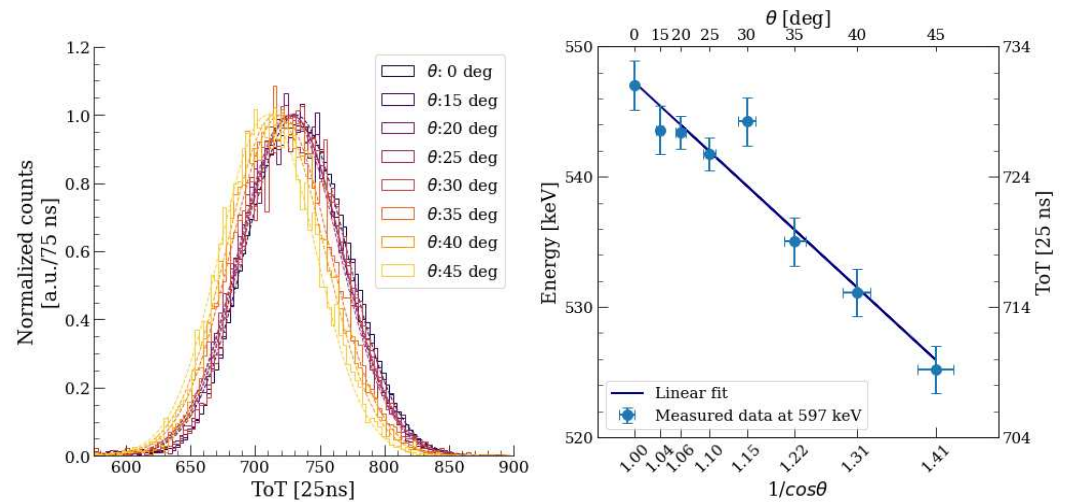 1.2
1.0
0.8
0.6
0.4
0.2
0.0
Normalized counts
[a.u./75 ns]
600 650 700 750 800 850 900
ToT [25ns]
θ: 0 deg
θ:15 deg
θ:20 deg
θ:25 deg
θ:30 deg
θ:35 deg
θ:40 deg
θ:45 deg
θ [deg]
0 15 20 25 30 35 40 45
550
540
530
520
Energy [keV]
734
724
714
704
ToT [25 ns]
Linear fit
Measured data at 597 keV
1.00 1.04 1.06 1.10 1.15 1.22 1.31 1.41
1/cosθ